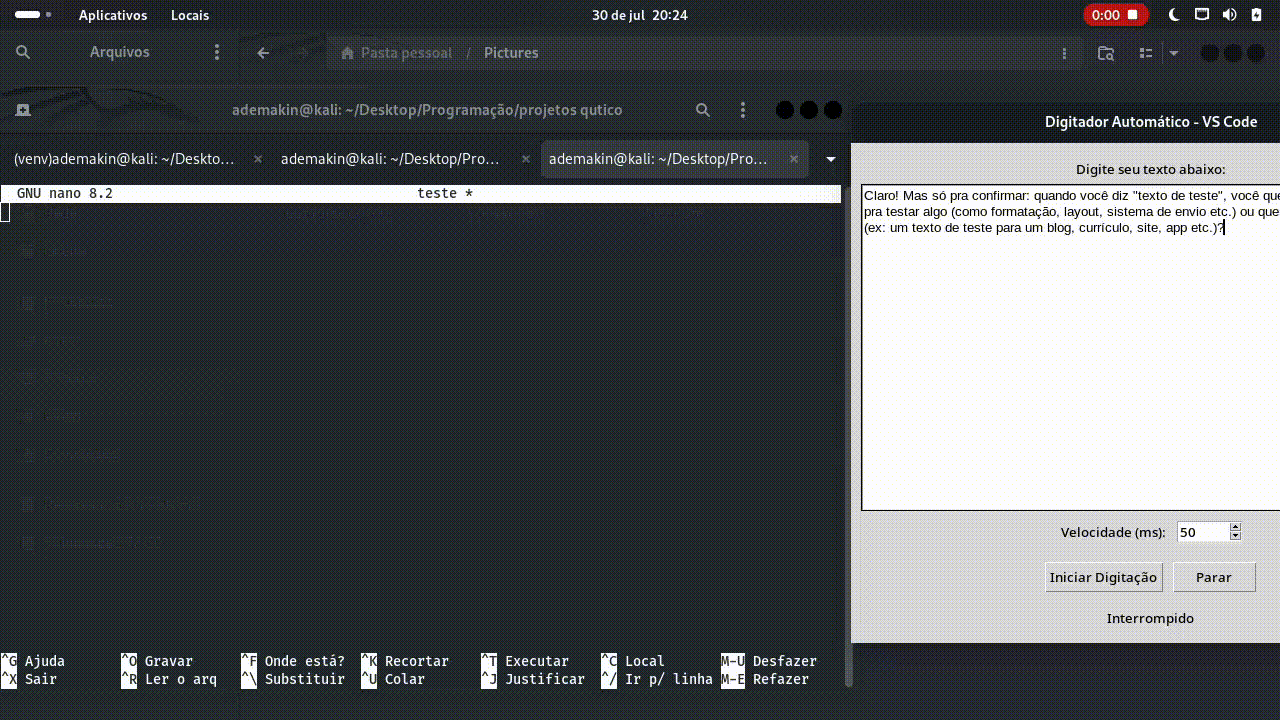 Aplicativos Locais 30 de jul 20:24 0:00
Arquivos Pasta pessoal / Pictures
ademakin@kali: ~/Desktop/Programação/projetos qutico
(venv)ademakin@kali: ~/Deskto... ademakin@kali: ~/Desktop/Pro... ademakin@kali: ~/Desktop/Pro...
GNU nano 8.2 teste *
^G Ajuda ^O Gravar ^F Onde está? ^K Recortar ^T Executar ^C Local M-U Desfazer
^X Sair ^R Ler o arq ^\ Substituir ^U Colar ^J Justificar ^/ Ir p/ linha M-E Refazer
Digitador Automático - VS Code
Digite seu texto abaixo:
Claro! Mas só pra confirmar: quando você diz "texto de teste", você que
pra testar algo (como formatação, layout, sistema de envio etc.) ou que
(ex: um texto de teste para um blog, currículo, site, app etc.)?
Velocidade (ms): 50
Iniciar Digitação Parar
Interrompido